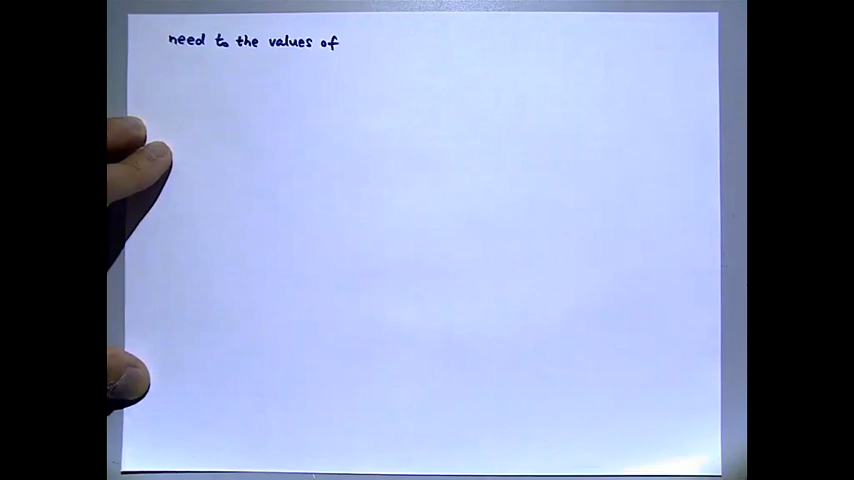 need to the values of